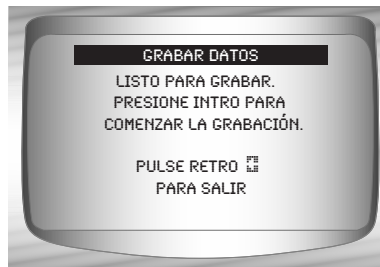 GRABAR DATOS
LISTO PARA GRABAR.
PRESIONE INTRO PARA
COMENZAR LA GRABACIÓN.
PULSE RETRO
PARA SALIR